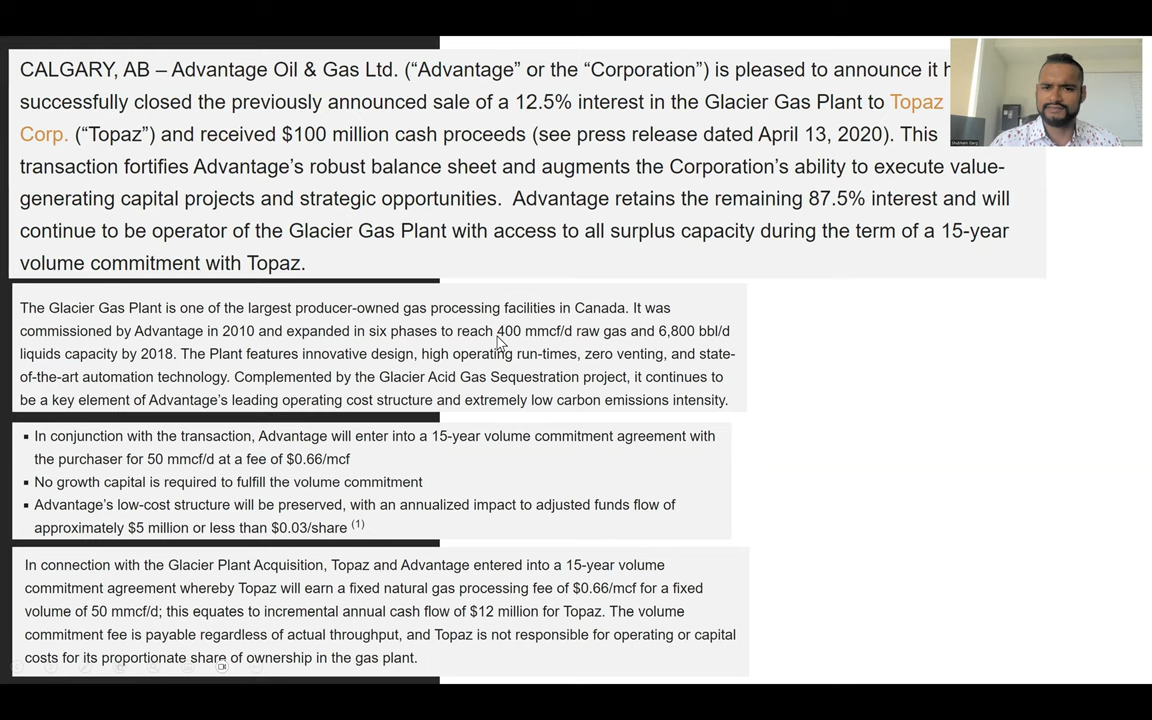 CALGARY, AB – Advantage Oil & Gas Ltd. (“Advantage” or the “Corporation”) is pleased to announce it h
successfully closed the previously announced sale of a 12.5% interest in the Glacier Gas Plant to Topaz
Corp. (“Topaz”) and received $100 million cash proceeds (see press release dated April 13, 2020). This
transaction fortifies Advantage’s robust balance sheet and augments the Corporation’s ability to execute value-
generating capital projects and strategic opportunities. Advantage retains the remaining 87.5% interest and will
continue to be operator of the Glacier Gas Plant with access to all surplus capacity during the term of a 15-year
volume commitment with Topaz.
The Glacier Gas Plant is one of the largest producer-owned gas processing facilities in Canada. It was
commissioned by Advantage in 2010 and expanded in six phases to reach 400 mmcf/d raw gas and 6,800 bbl/d
liquids capacity by 2018. The Plant features innovative design, high operating run-times, zero venting, and state-
of-the-art automation technology. Complemented by the Glacier Acid Gas Sequestration project, it continues to
be a key element of Advantage’s leading operating cost structure and extremely low carbon emissions intensity.
▪ In conjunction with the transaction, Advantage will enter into a 15-year volume commitment agreement with
the purchaser for 50 mmcf/d at a fee of $0.66/mcf
▪ No growth capital is required to fulfill the volume commitment
▪ Advantage’s low-cost structure will be preserved, with an annualized impact to adjusted funds flow of
approximately $5 million or less than $0.03/share (1)
In connection with the Glacier Plant Acquisition, Topaz and Advantage entered into a 15-year volume
commitment agreement whereby Topaz will earn a fixed natural gas processing fee of $0.66/mcf for a fixed
volume of 50 mmcf/d; this equates to incremental annual cash flow of $12 million for Topaz. The volume
commitment fee is payable regardless of actual throughput, and Topaz is not responsible for operating or capital
costs for its proportionate share of ownership in the gas plant.